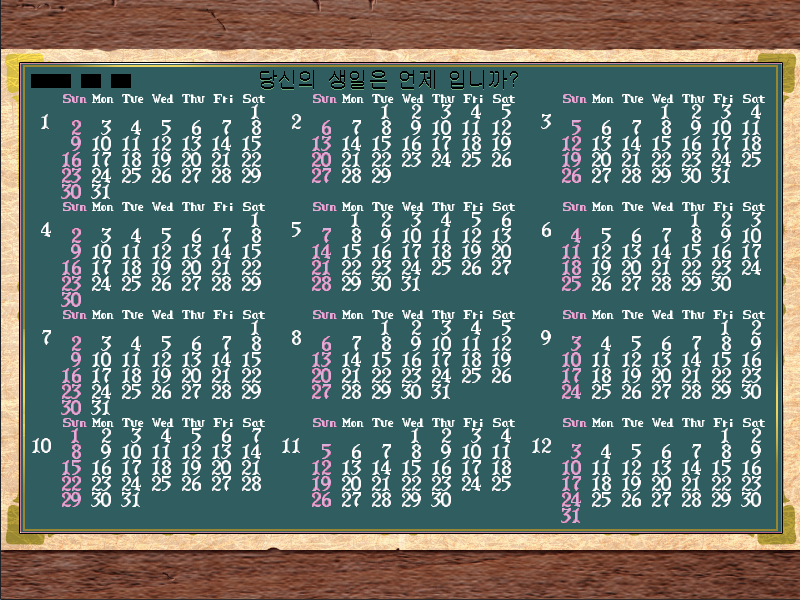 당신의 생일은 언제 입니까?
1
Sun Mon Tue Wed Thu Fri Sat
1
2 3 4 5 6 7 8
9 10 11 12 13 14 15
16 17 18 19 20 21 22
23 24 25 26 27 28 29
30 31
2
Sun Mon Tue Wed Thu Fri Sat
1 2 3 4 5
6 7 8 9 10 11 12
13 14 15 16 17 18 19
20 21 22 23 24 25 26
27 28 29
3
Sun Mon Tue Wed Thu Fri Sat
1 2 3 4
5 6 7 8 9 10 11
12 13 14 15 16 17 18
19 20 21 22 23 24 25
26 27 28 29 30 31
4
Sun Mon Tue Wed Thu Fri Sat
1
2 3 4 5 6 7 8
9 10 11 12 13 14 15
16 17 18 19 20 21 22
23 24 25 26 27 28 29
30
5
Sun Mon Tue Wed Thu Fri Sat
1 2 3 4 5 6
7 8 9 10 11 12 13
14 15 16 17 18 19 20
21 22 23 24 25 26 27
28 29 30 31
6
Sun Mon Tue Wed Thu Fri Sat
1 2 3
4 5 6 7 8 9 10
11 12 13 14 15 16 17
18 19 20 21 22 23 24
25 26 27 28 29 30
7
Sun Mon Tue Wed Thu Fri Sat
1
2 3 4 5 6 7 8
9 10 11 12 13 14 15
16 17 18 19 20 21 22
23 24 25 26 27 28 29
30 31
8
Sun Mon Tue Wed Thu Fri Sat
1 2 3 4 5
6 7 8 9 10 11 12
13 14 15 16 17 18 19
20 21 22 23 24 25 26
27 28 29 30 31
9
Sun Mon Tue Wed Thu Fri Sat
1 2
3 4 5 6 7 8 9
10 11 12 13 14 15 16
17 18 19 20 21 22 23
24 25 26 27 28 29 30
10
Sun Mon Tue Wed Thu Fri Sat
1 2 3 4 5 6 7
8 9 10 11 12 13 14
15 16 17 18 19 20 21
22 23 24 25 26 27 28
29 30 31
11
Sun Mon Tue Wed Thu Fri Sat
1 2 3 4
5 6 7 8 9 10 11
12 13 14 15 16 17 18
19 20 21 22 23 24 25
26 27 28 29 30
12
Sun Mon Tue Wed Thu Fri Sat
1 2
3 4 5 6 7 8 9
10 11 12 13 14 15 16
17 18 19 20 21 22 23
24 25 26 27 28 29 30
31